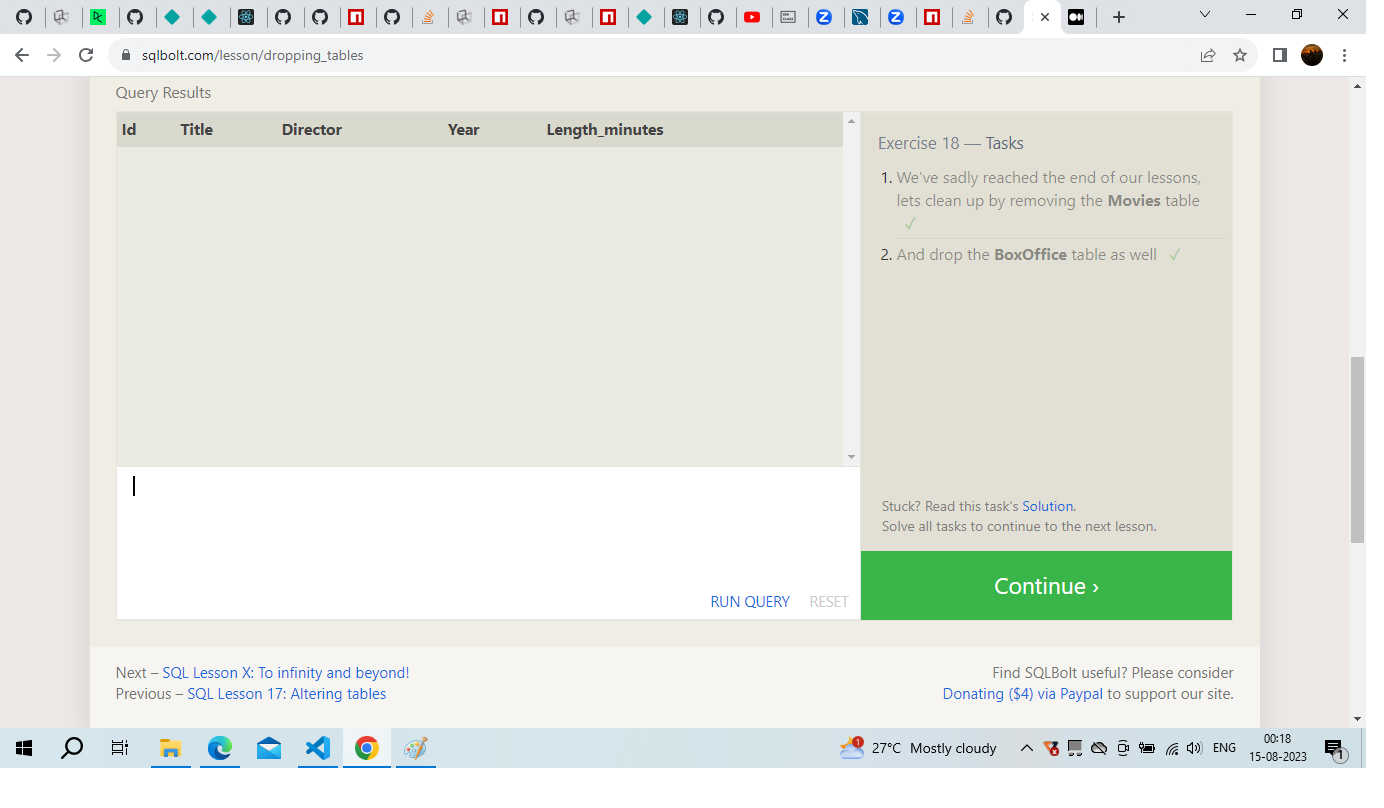 sqlbolt.com/lesson/dropping_tables
Query Results
Id Title Director Year Length_minutes
Exercise 18 — Tasks
1. We've sadly reached the end of our lessons,
lets clean up by removing the Movies table
✓
2. And drop the BoxOffice table as well ✓
Stuck? Read this task's Solution.
Solve all tasks to continue to the next lesson.
RUN QUERY RESET
Continue ›
Next – SQL Lesson X: To infinity and beyond!
Previous – SQL Lesson 17: Altering tables
Find SQLBolt useful? Please consider
Donating ($4) via Paypal to support our site.
1
27°C Mostly cloudy
ENG
00:18
15-08-2023
1